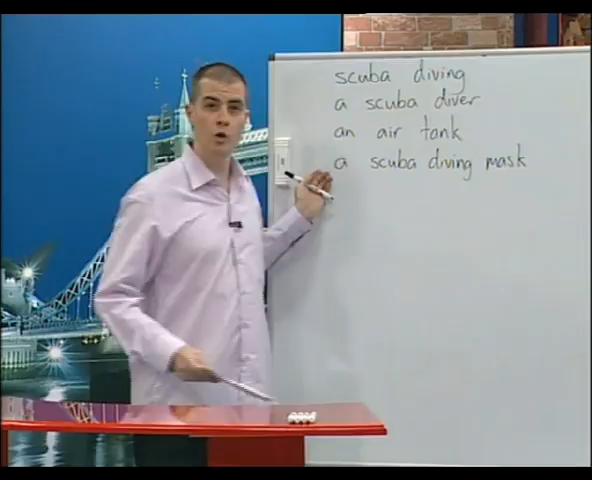 scuba diving
a scuba diver
an air tank
a scuba diving mask